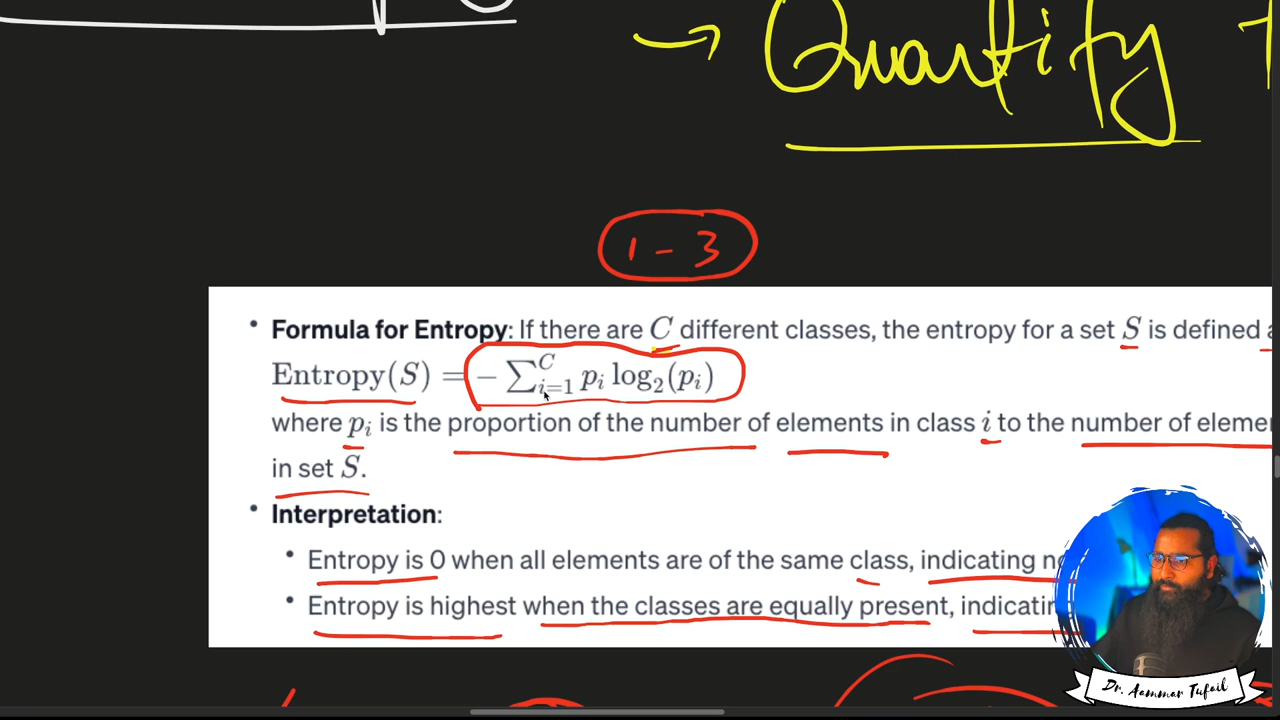 → Quantify
1 - 3
• Formula for Entropy: If there are C different classes, the entropy for a set S is defined
Entropy(S) = − ∑_{i=1}^{C} p_i log_2(p_i)
where p_i is the proportion of the number of elements in class i to the number of
in set S.
• Interpretation:
• Entropy is 0 when all elements are of the same class, indicating
• Entropy is highest when the classes are equally present,
Dr. Aammar Tufail